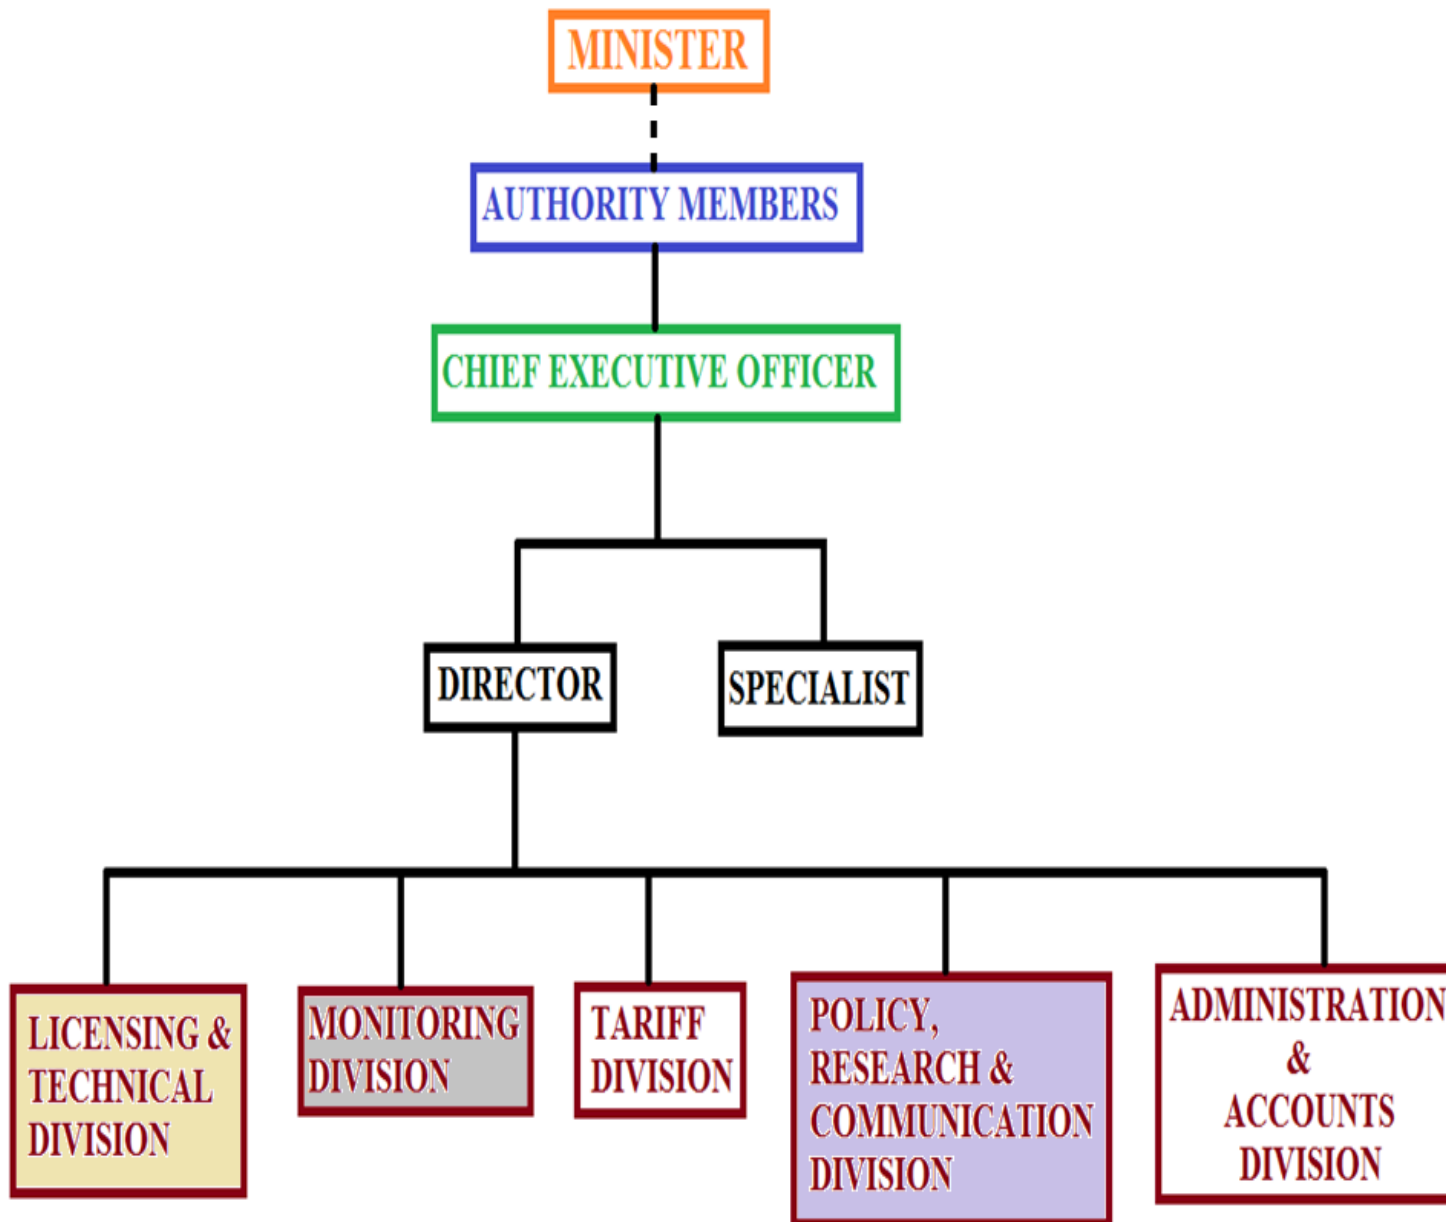 MINISTER
AUTHORITY MEMBERS
CHIEF EXECUTIVE OFFICER
DIRECTOR
SPECIALIST
LICENSING &
TECHNICAL
DIVISION
MONITORING
DIVISION
TARIFF
DIVISION
POLICY,
RESEARCH &
COMMUNICATION
DIVISION
ADMINISTRATION
&
ACCOUNTS
DIVISION